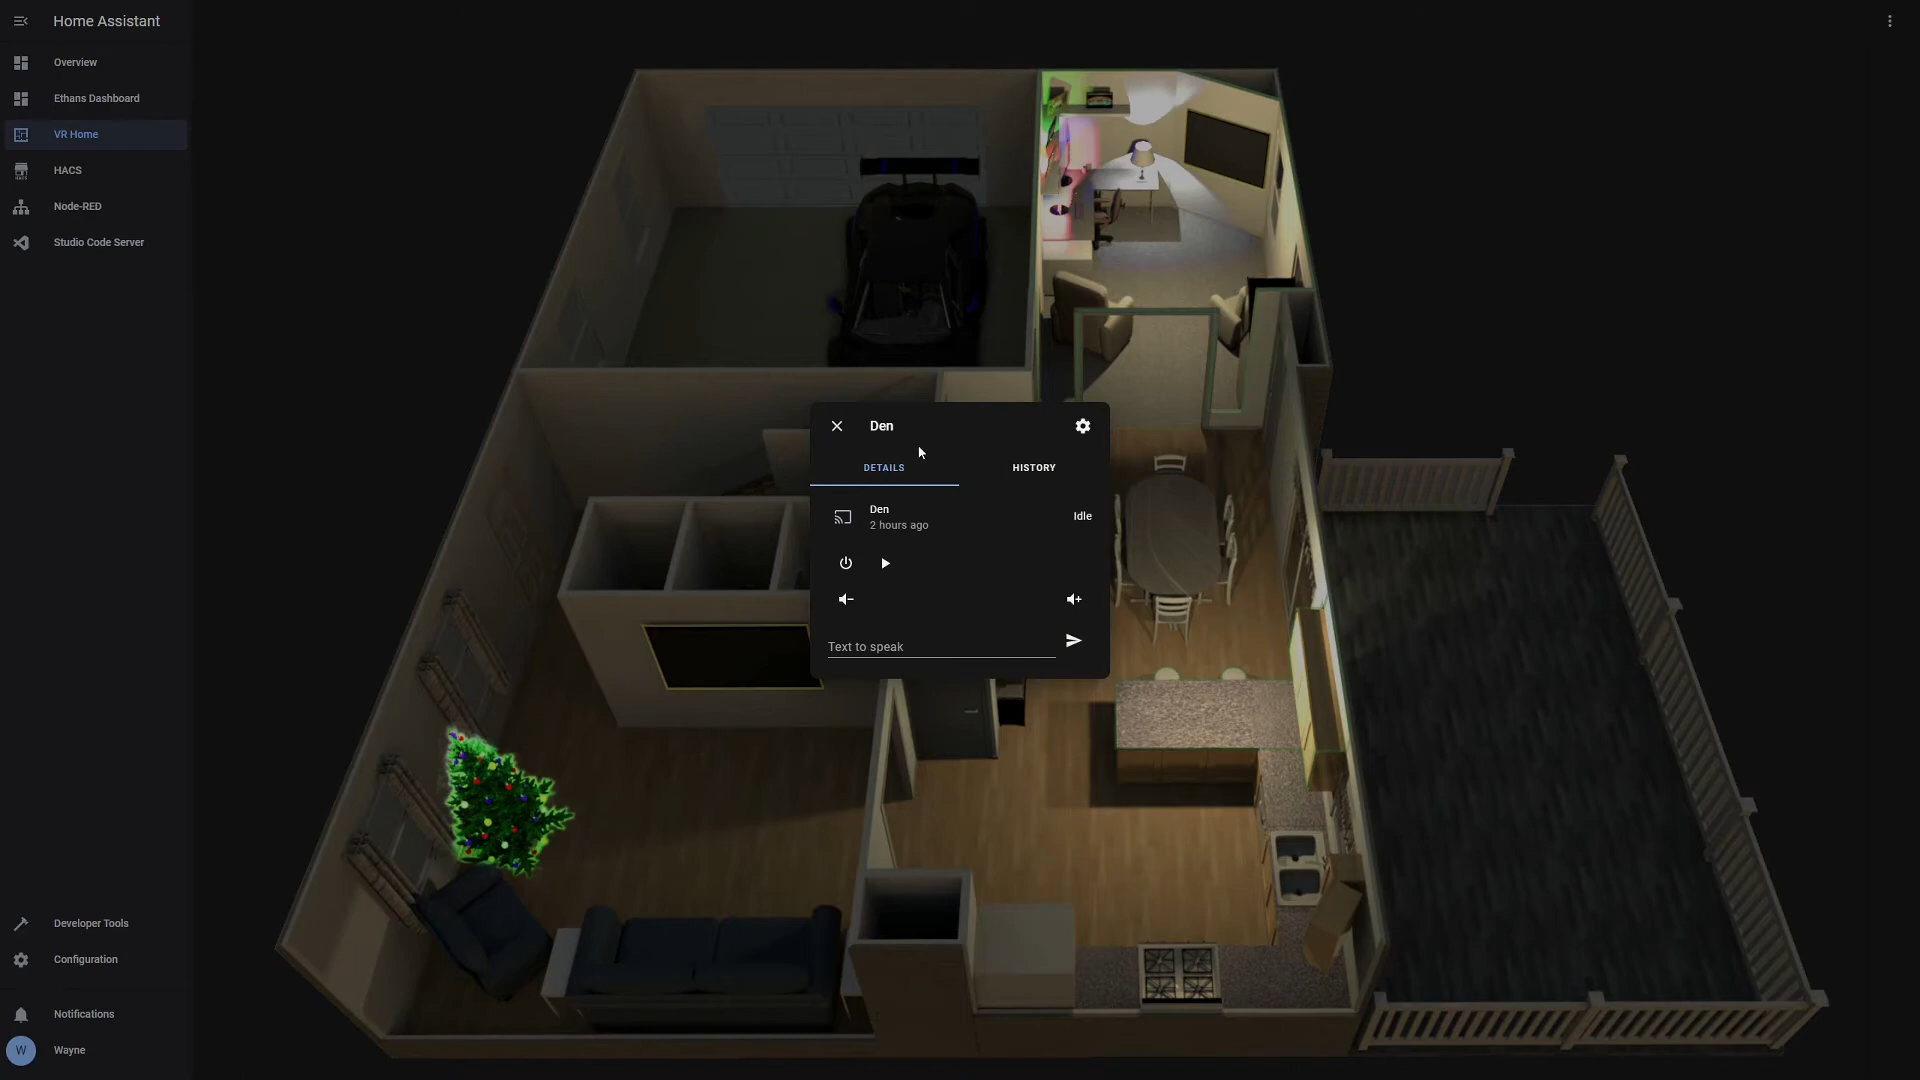 Home Assistant
Overview
Ethans Dashboard
VR Home
HACS
HACS
Node-RED
Studio Code Server
Developer Tools
Configuration
Notifications
W
Wayne
Den
DETAILS
HISTORY
Den
Idle
2 hours ago
Text to speak